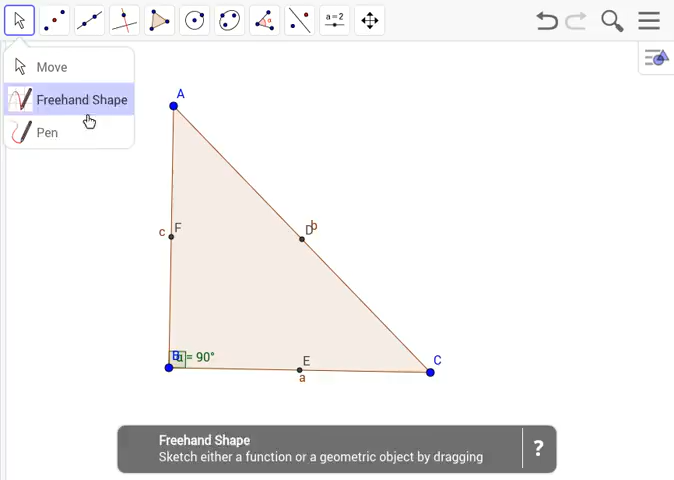 a = 2
Move
Freehand Shape
Pen
A
c
F
D
b
B
= 90°
E
a
C
Freehand Shape
Sketch either a function or a geometric object by dragging
?